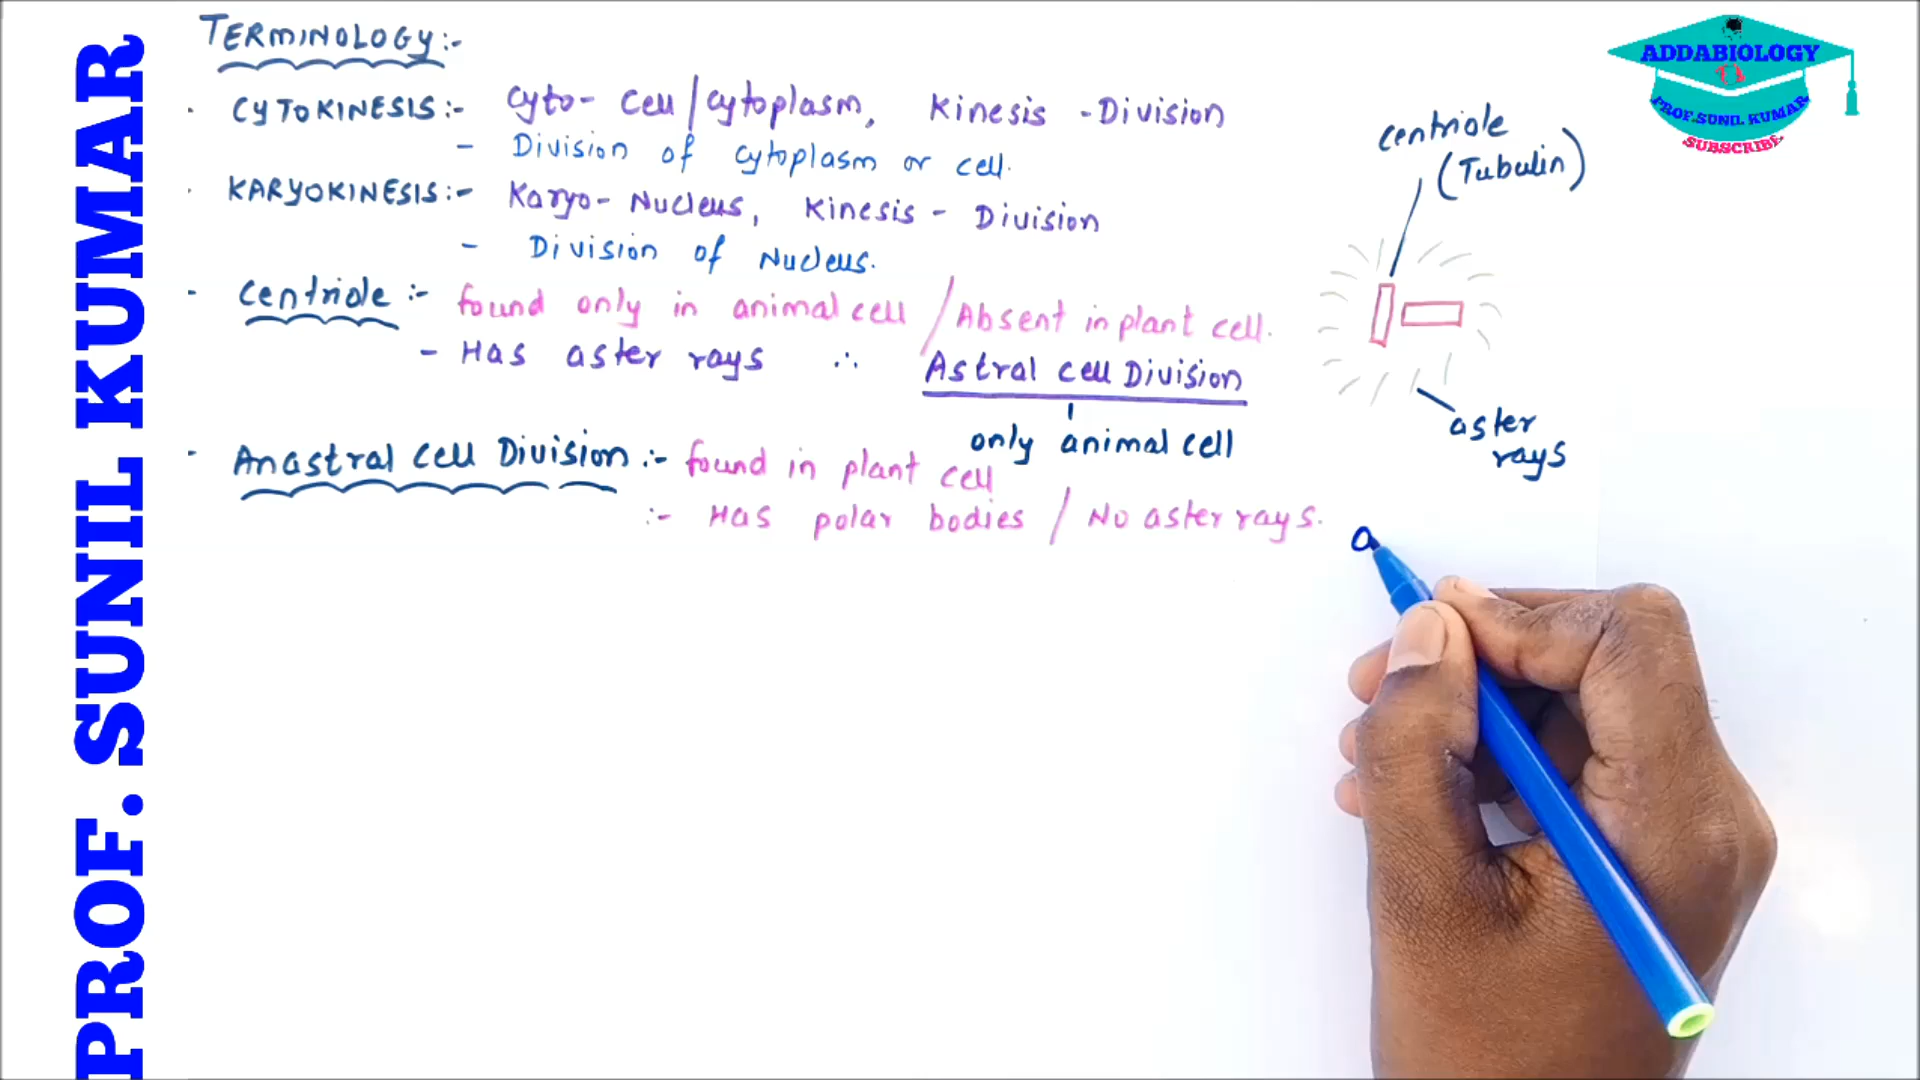 PROF. SUNIL KUMAR
TERMINOLOGY:-
· CYTOKINESIS:- Cyto- Cell/cytoplasm, Kinesis -Division
- Division of cytoplasm or cell.
· KARYOKINESIS:- Karyo- Nucleus, Kinesis - Division
- Division of Nucleus.
· Centriole:- found only in animal cell / Absent in plant cell.
- Has aster rays ∴ Astral cell Division
only animal cell
· Anastral Cell Division:- found in plant cell
:- Has polar bodies / No aster rays.
a
centriole
(Tubulin)
aster
rays
ADDABIOLOGY
PROF.SUNIL KUMAR
SUBSCRIBE